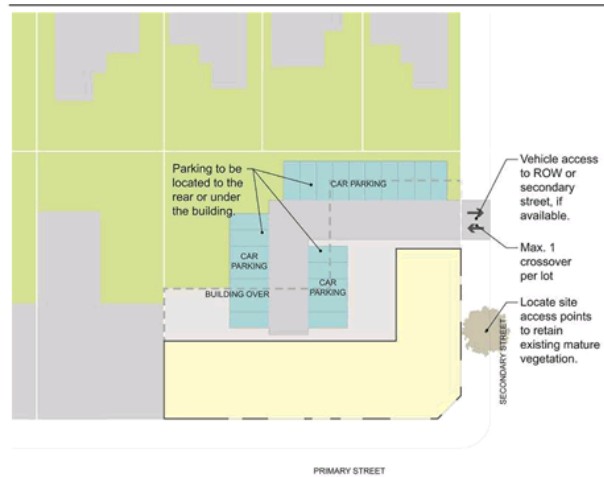 Parking to be
located to the
rear or under
the building.
CAR PARKING
Vehicle access
to ROW or
secondary
street, if
available.
Max. 1
crossover
per lot
CAR
PARKING
CAR
PARKING
BUILDING OVER
Locate site
access points
to retain
existing mature
vegetation.
SECONDARY STREET
PRIMARY STREET